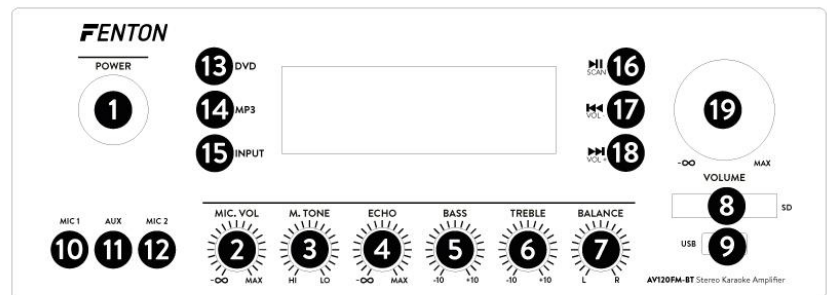 FENTON
POWER
1
13 DVD
14 MP3
15 INPUT
SCAN 16
VOL - 17
VOL + 18
19
-∞ MAX
VOLUME
8 SD
USB 9
MIC 1 AUX MIC 2
10 11 12
MIC. VOL M. TONE ECHO BASS TREBLE BALANCE
2 3 4 5 6 7
-∞ MAX HI LO -∞ MAX -10 +10 -10 +10 L R
AV120FM-BT Stereo Karaoke Amplifier